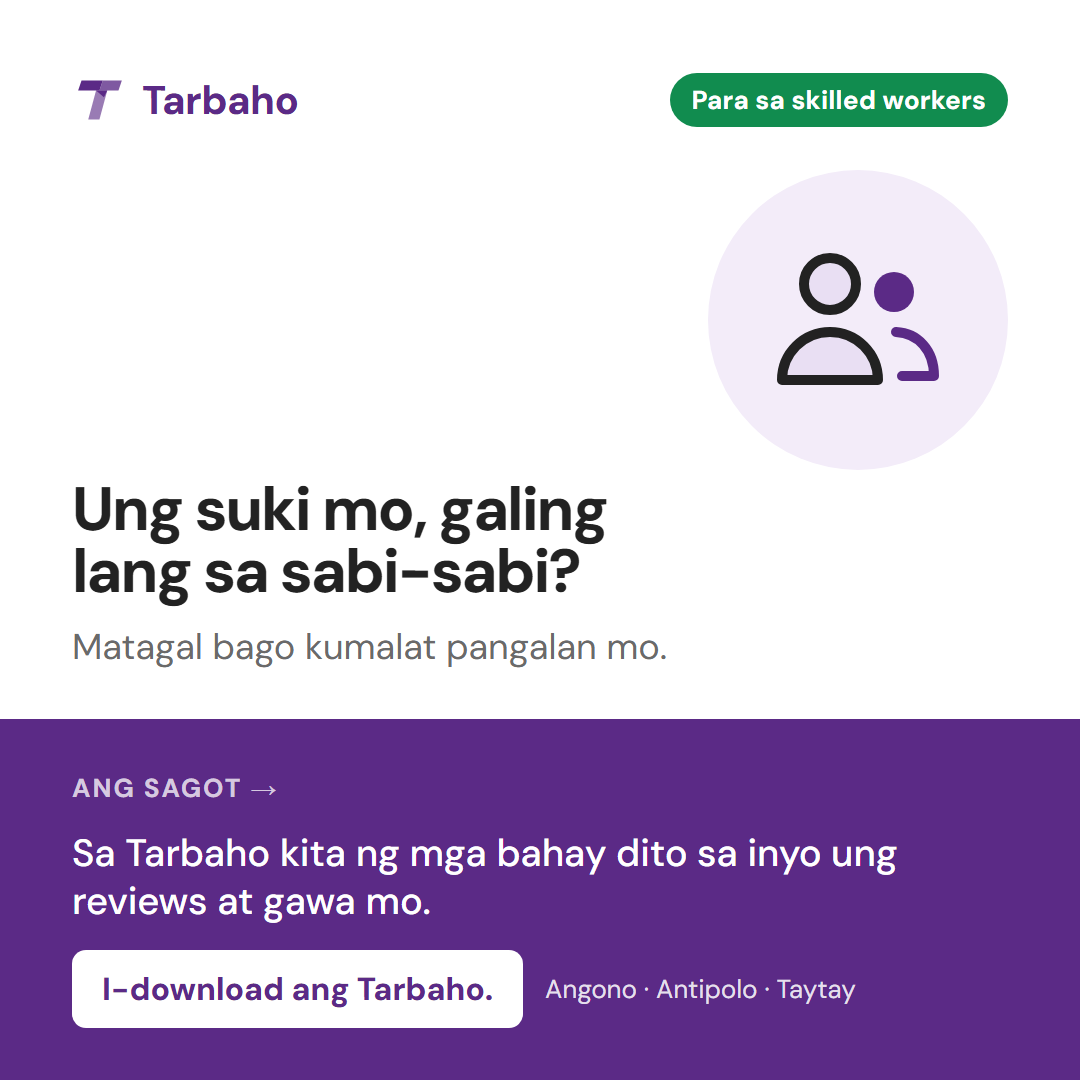 Tarbaho
Para sa skilled workers
Ung suki mo, galing
lang sa sabi-sabi?
Matagal bago kumalat pangalan mo.
ANG SAGOT →
Sa Tarbaho kita ng mga bahay dito sa inyo ung
reviews at gawa mo.
I-download ang Tarbaho.
Angono · Antipolo · Taytay